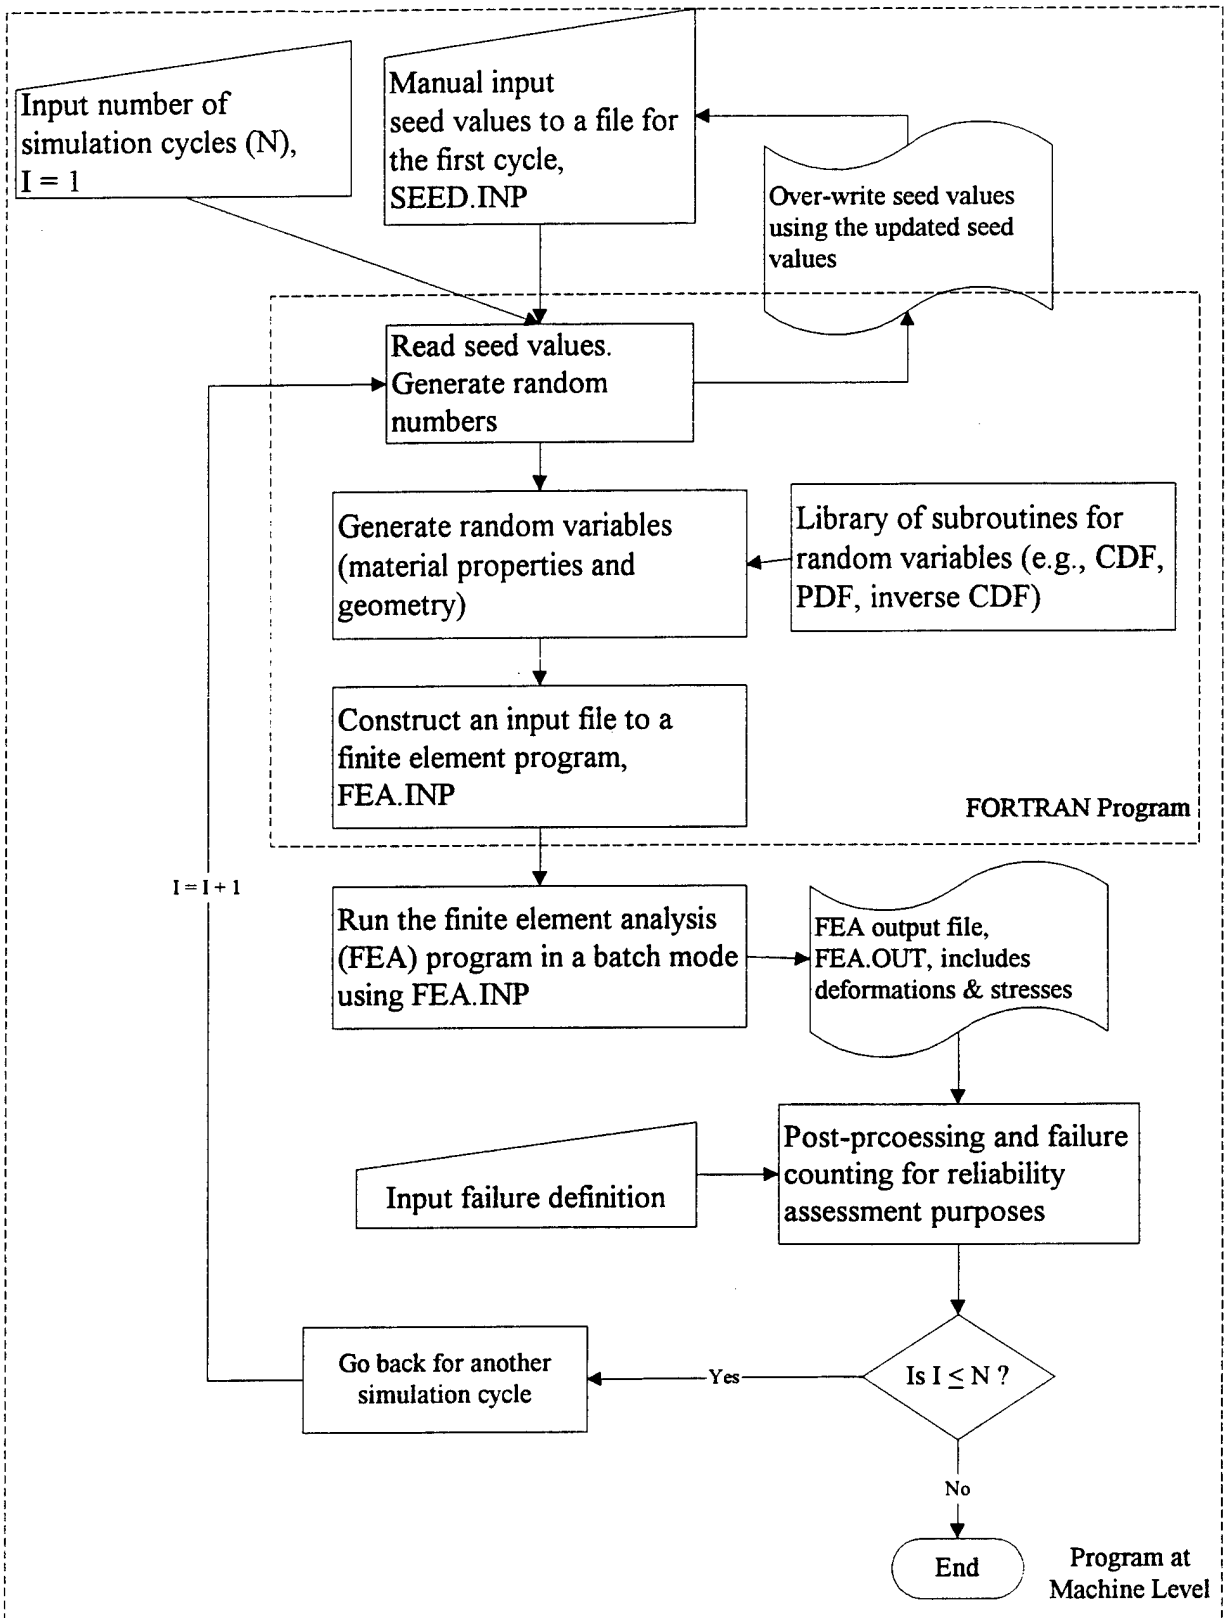 Input number of
simulation cycles (N),
I = 1
Manual input
seed values to a file for
the first cycle,
SEED.INP
Over-write seed values
using the updated seed
values
Read seed values.
Generate random
numbers
Generate random variables
(material properties and
geometry)
Library of subroutines for
random variables (e.g., CDF,
PDF, inverse CDF)
Construct an input file to a
finite element program,
FEA.INP
FORTRAN Program
I = I + 1
Run the finite element analysis
(FEA) program in a batch mode
using FEA.INP
FEA output file,
FEA.OUT, includes
deformations & stresses
Post-prcoessing and failure
counting for reliability
assessment purposes
Input failure definition
Go back for another
simulation cycle
Yes
Is I ≤ N ?
No
End
Program at
Machine Level